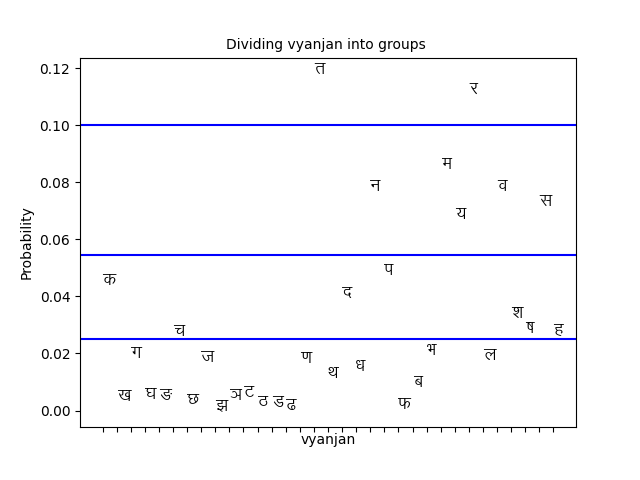 Dividing vyanjan into groups
0.12
0.10
0.08
0.06
0.04
0.02
0.00
Probability
त
र
म
न
व
स
य
प
क
द
श
च
ष
ह
ग
ज
ण
भ
ल
थ
ध
ब
ख
घ
ङ
छ
झ
ञ
ट
ठ
ड
ढ
फ
vyanjan